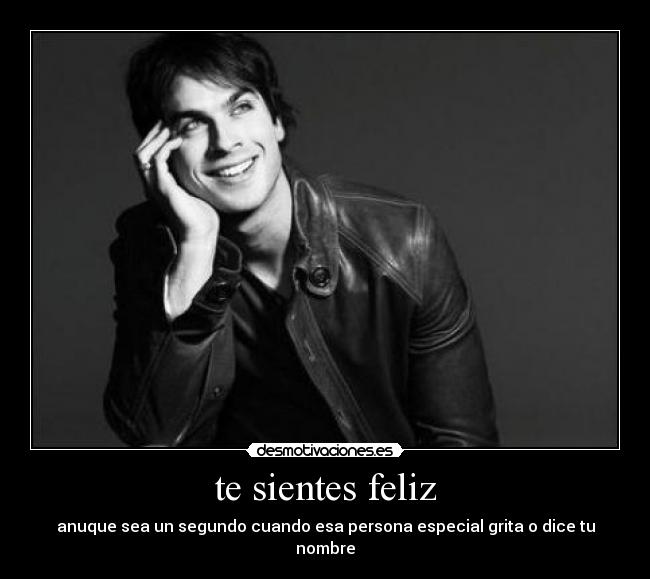 desmotivaciones.es
te sientes feliz
anuque sea un segundo cuando esa persona especial grita o dice tu
nombre